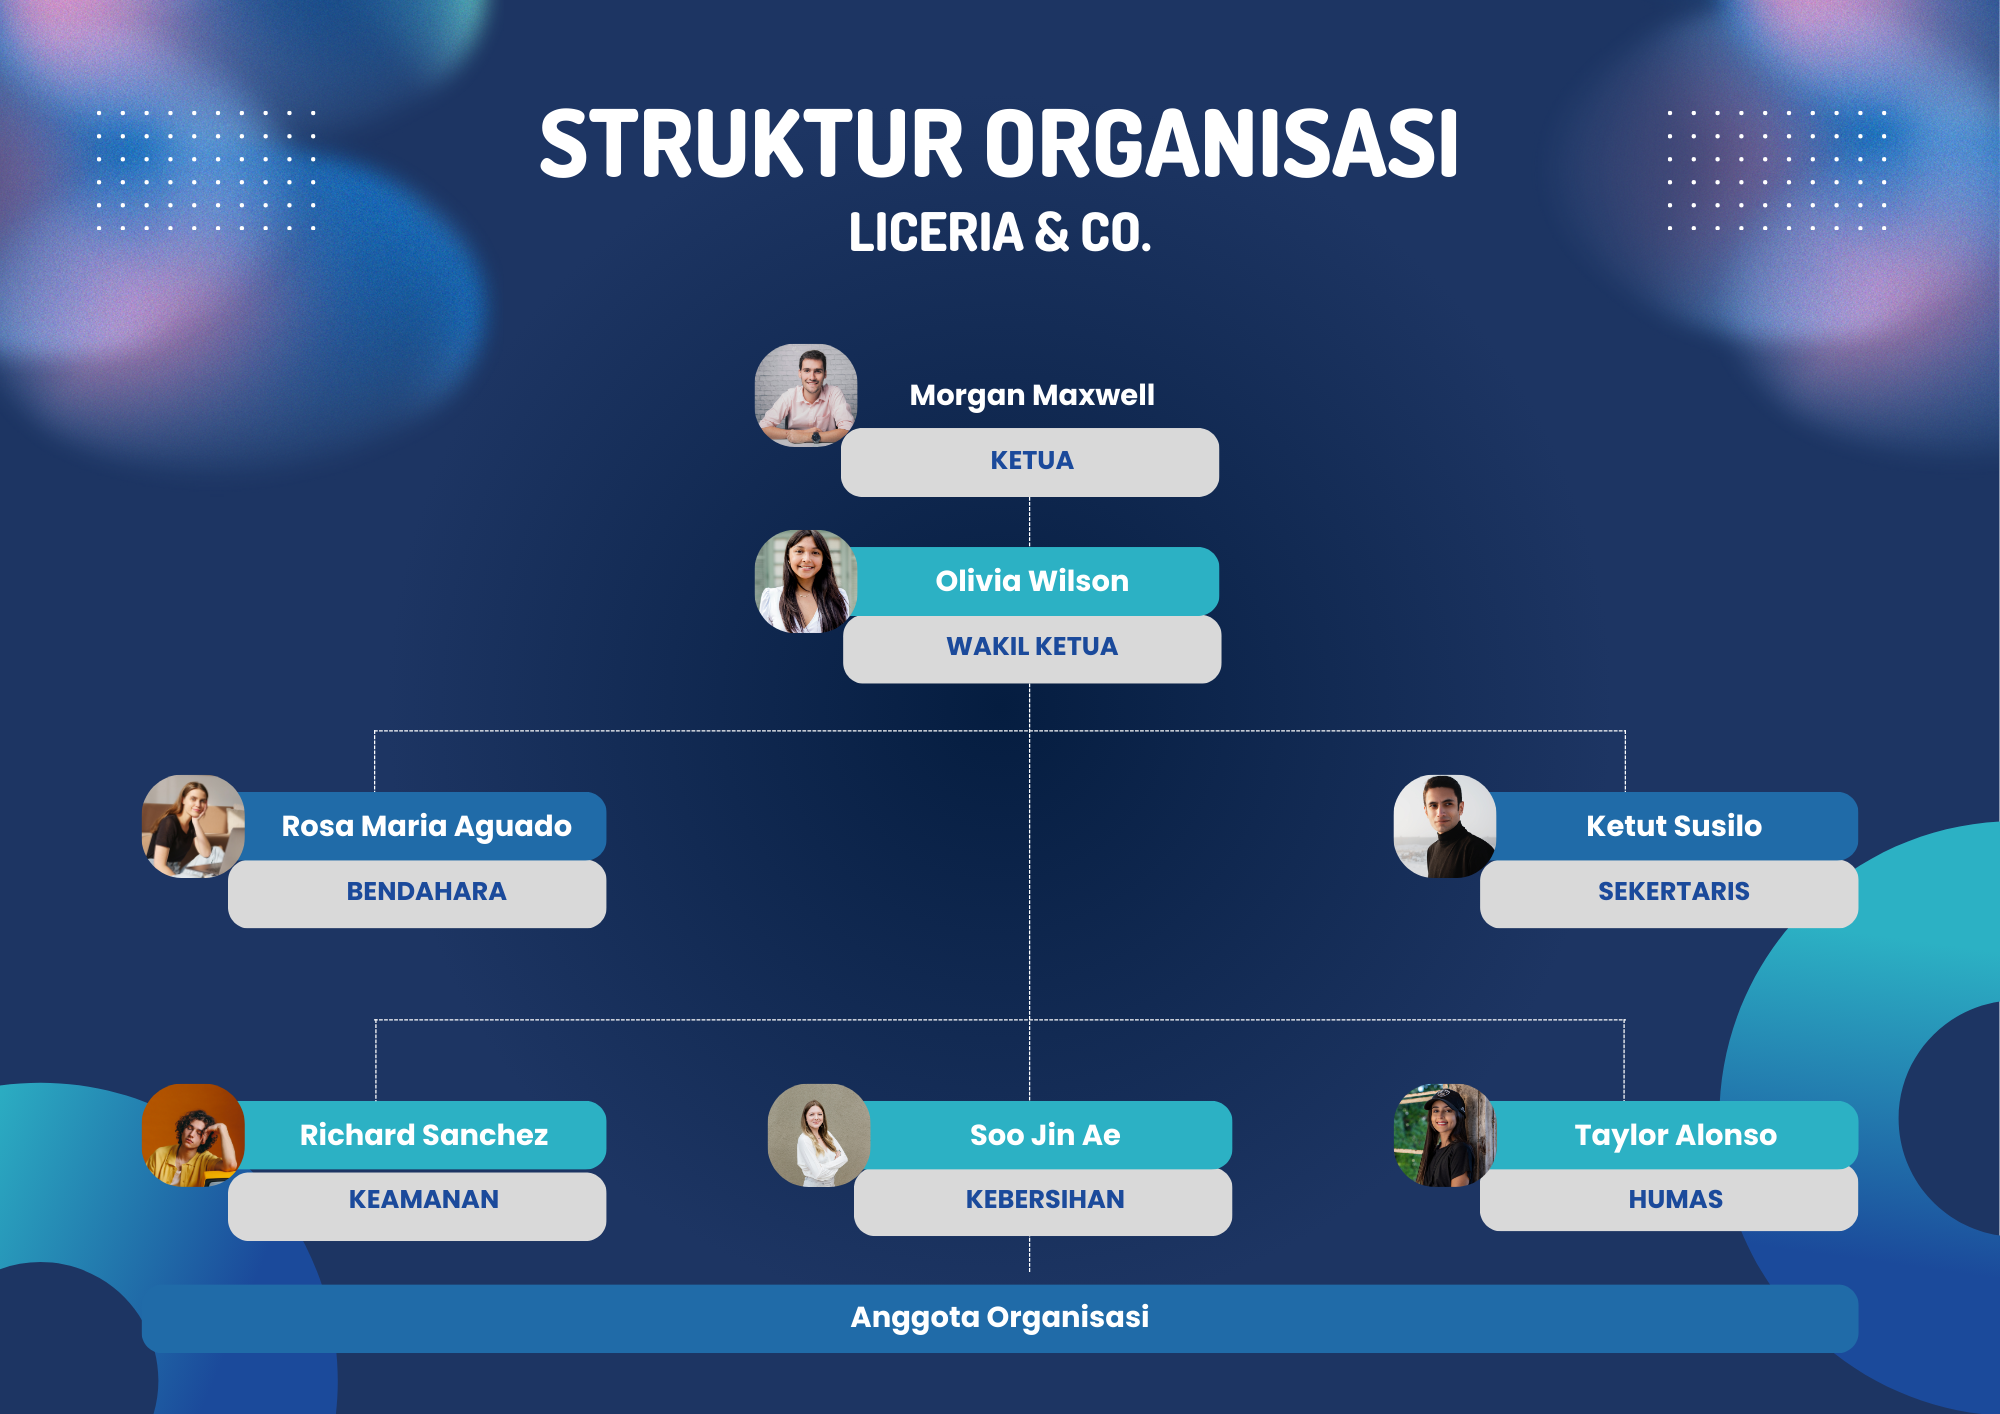 STRUKTUR ORGANISASI
LICERIA & CO.
Morgan Maxwell
KETUA
Olivia Wilson
WAKIL KETUA
Rosa Maria Aguado
BENDAHARA
Ketut Susilo
SEKERTARIS
Richard Sanchez
KEAMANAN
Soo Jin Ae
KEBERSIHAN
Taylor Alonso
HUMAS
Anggota Organisasi